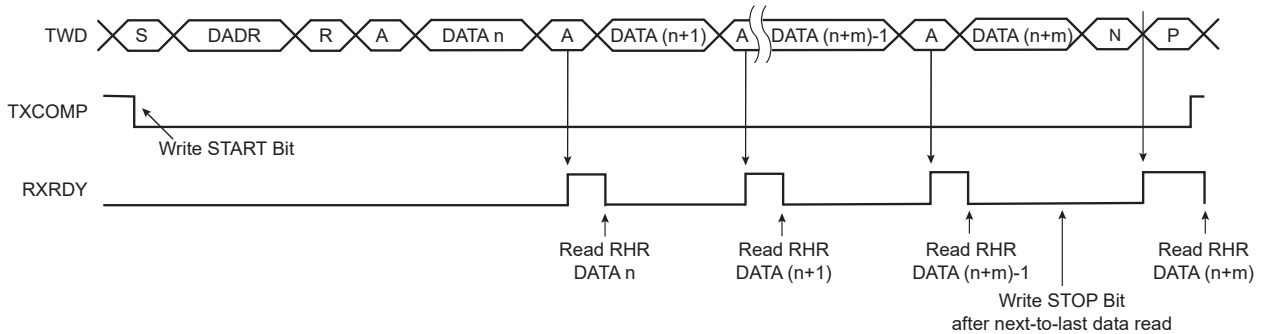 TWD S DADR R A DATA n A DATA (n+1) A DATA (n+m)-1 A DATA (n+m) N P
TXCOMP
Write START Bit
RXRDY
Read RHR
DATA n
Read RHR
DATA (n+1)
Read RHR
DATA (n+m)-1
Read RHR
DATA (n+m)
Write STOP Bit
after next-to-last data read